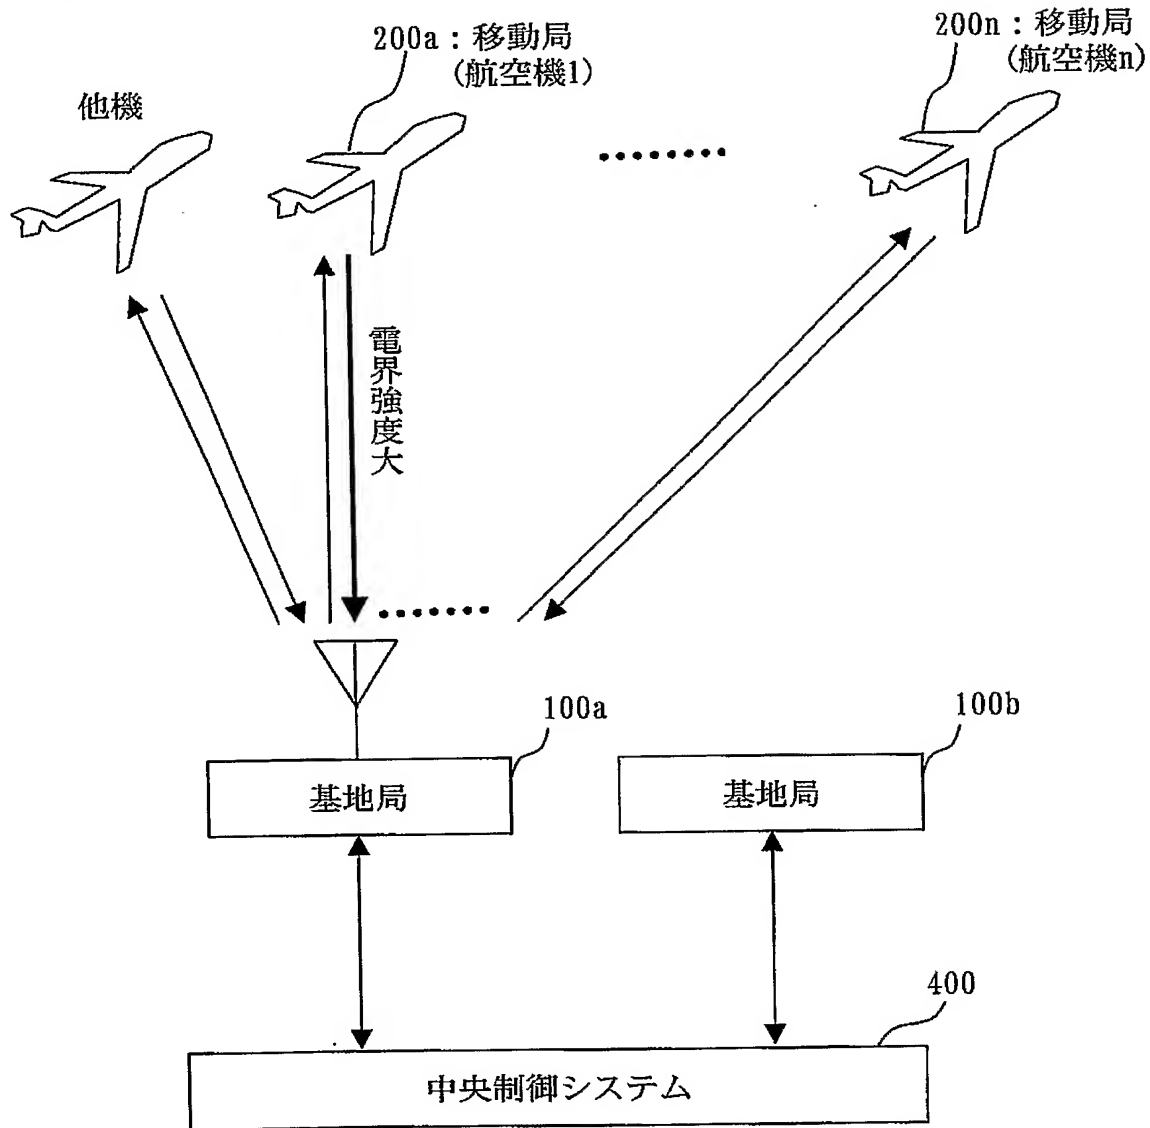 200a：移動局
(航空機1)
200n：移動局
(航空機n)
他機
電界強度大
100a
100b
基地局
基地局
400
中央制御システム